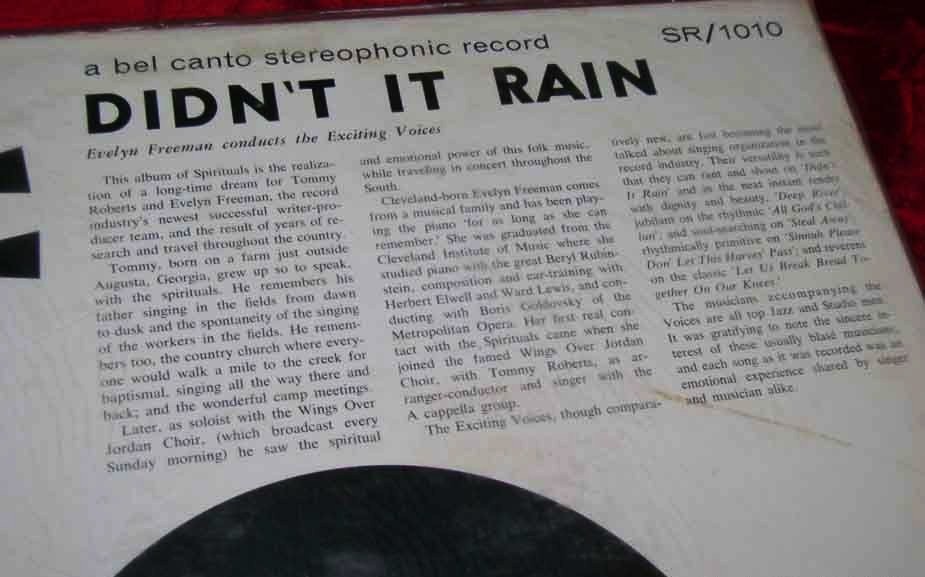 a bel canto stereophonic record
SR/1010
DIDN'T IT RAIN
Evelyn Freeman conducts the Exciting Voices
This album of Spirituals is the realiza-
tion of a long-time dream for Tommy
Roberts and Evelyn Freeman, the record
industry's newest successful writer-pro-
ducer team, and the result of years of re-
search and travel throughout the country.
Tommy, born on a farm just outside
Augusta, Georgia, grew up so to speak,
with the spirituals. He remembers his
father singing in the fields from dawn
to dusk and the spontaneity of the singing
of the workers in the fields. He remem-
bers too, the country church where every-
one would walk a mile to the creek for
baptismal, singing all the way there and
back; and the wonderful camp meetings.
Later, as soloist with the Wings Over
Jordan Choir, (which broadcast every
Sunday morning) he saw the spiritual
and emotional power of this folk music,
while traveling in concert throughout the
South.
Cleveland-born Evelyn Freeman comes
from a musical family and has been play-
ing the piano 'for as long as she can
remember.' She was graduated from the
Cleveland Institute of Music where she
studied piano with the great Beryl Rubin-
stein, composition and ear-training with
Herbert Elwell and Ward Lewis, and con-
ducting with Boris Goldovsky of the
Metropolitan Opera. Her first real con-
tact with the Spirituals came when she
joined the famed Wings Over Jordan
Choir, with Tommy Roberts, as ar-
ranger-conductor and singer with the
A cappella group.
The Exciting Voices, though compara-
tively new, are fast becoming the most
talked about singing organization in the
record industry. Their versatility is such
that they can rant and shout on 'Didn't
It Rain' and in the next instant render
with dignity and beauty, 'Deep River',
jubilant on the rhythmic 'All God's Chil-
lun'; and soul-searching on 'Steal Away';
rhythmically primitive on 'Sinnah Please
Don' Let This Harves' Pass'; and reverent
on the classic 'Let Us Break Bread To-
gether On Our Knees.'
The musicians accompanying the
Voices are all top Jazz and Studio men.
It was gratifying to note the sincere in-
terest of these usually blasé musicians,
and each song as it was recorded was an
emotional experience shared by singer
and musician alike.